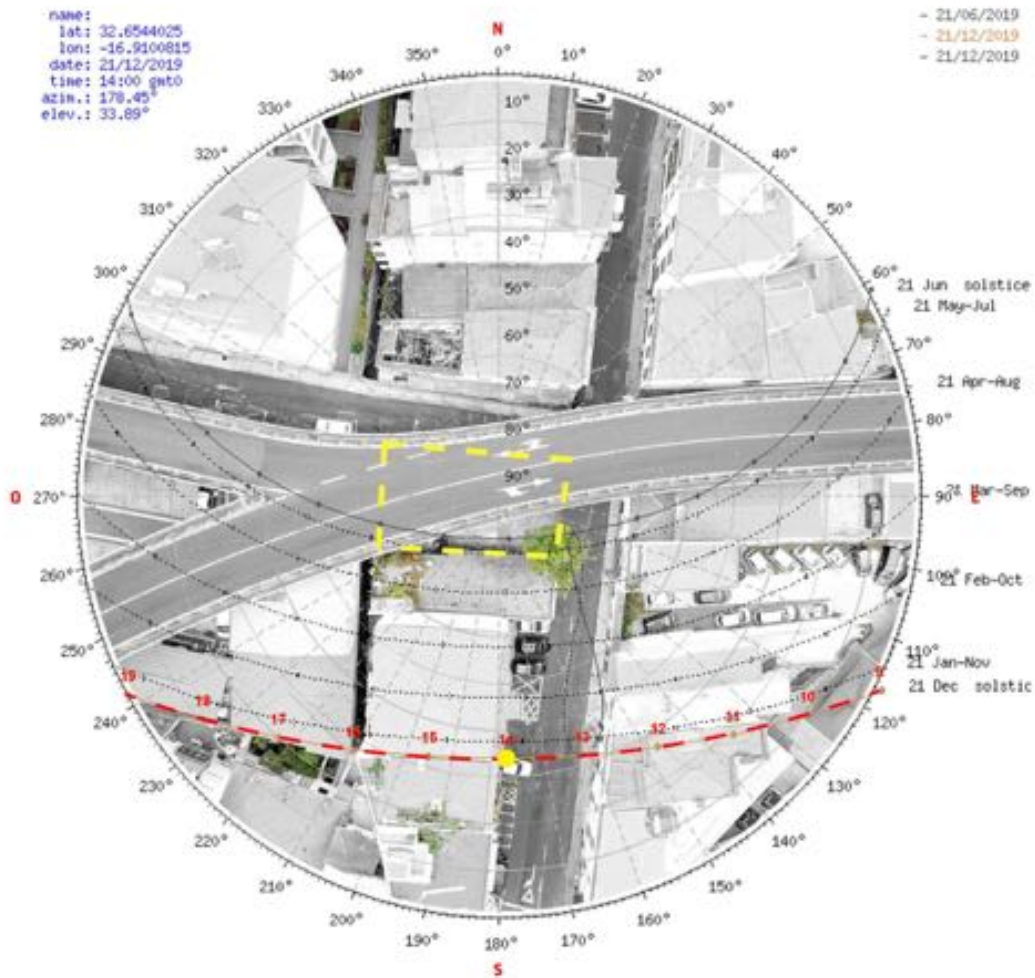 name:
lat: 32.6544025
lon: -16.9100815
date: 21/12/2019
time: 14:00 gmt0
azim.: 178.45°
elev.: 33.89°
— 21/06/2019
— 21/12/2019
— 21/12/2019
N
350° 0° 10°
340° 20°
330° 30°
320° 40°
310° 50°
300° 60°
290° 70°
280° 80°
O 270° 90° E
260° 100°
250° 110°
240° 120°
230°
220° 140°
210° 150°
200° 160°
190° 180° 170°
S
10°
20°
30°
40°
50°
60°
70°
80°
90°
21 Jun solstice
21 May-Jul
21 Apr-Aug
21 Mar-Sep
21 Feb-Oct
21 Jan-Nov
21 Dec solstic
19 18 17 16 15 14 13 12 11 10 9